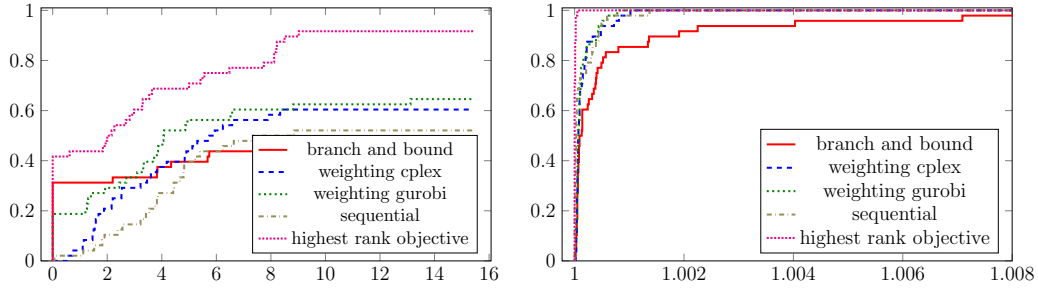 1
0.8
0.6
0.4
0.2
0
0 2 4 6 8 10 12 14 16
branch and bound
weighting cplex
weighting gurobi
sequential
highest rank objective
1
0.8
0.6
0.4
0.2
0
1 1.002 1.004 1.006 1.008
branch and bound
weighting cplex
weighting gurobi
sequential
highest rank objective